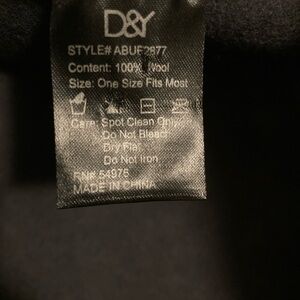 D&Y
STYLE# ABUF2877
Content: 100% Wool
Size: One Size Fits Most
Care: Spot Clean Only
Do Not Bleach
Dry Flat
Do Not Iron
RN# 54978
MADE IN CHINA